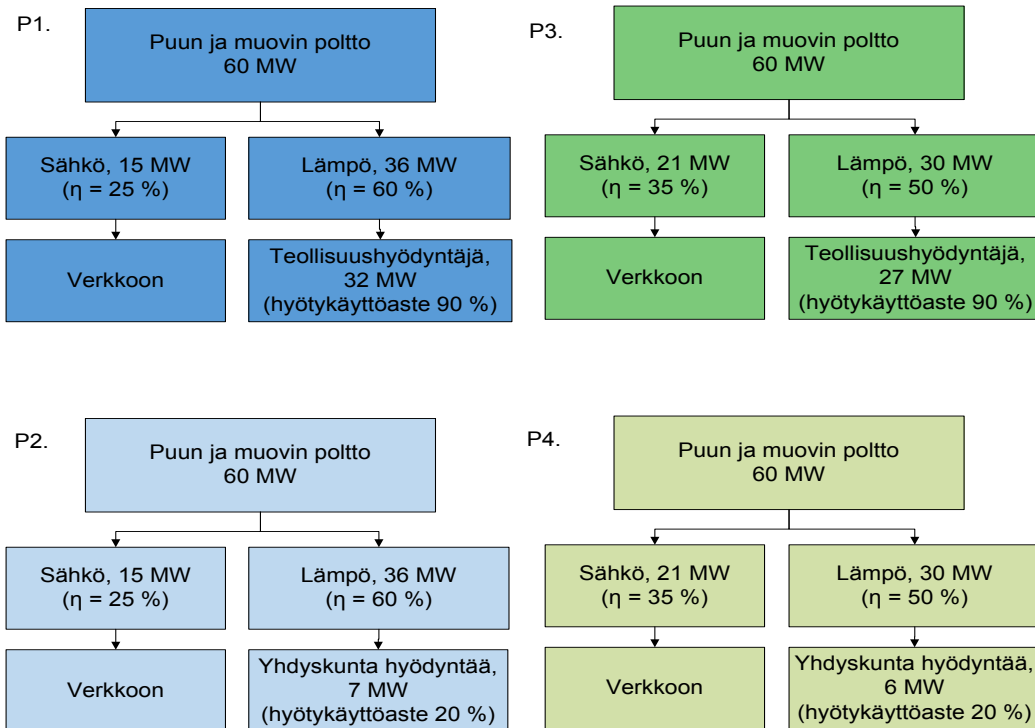 P1.
Puun ja muovin poltto
60 MW
Sähkö, 15 MW
(η = 25 %)
Lämpö, 36 MW
(η = 60 %)
Verkkoon
Teollisuushyödyntäjä,
32 MW
(hyötykäyttöaste 90 %)
P3.
Puun ja muovin poltto
60 MW
Sähkö, 21 MW
(η = 35 %)
Lämpö, 30 MW
(η = 50 %)
Verkkoon
Teollisuushyödyntäjä,
27 MW
(hyötykäyttöaste 90 %)
P2.
Puun ja muovin poltto
60 MW
Sähkö, 15 MW
(η = 25 %)
Lämpö, 36 MW
(η = 60 %)
Verkkoon
Yhdyskunta hyödyntää,
7 MW
(hyötykäyttöaste 20 %)
P4.
Puun ja muovin poltto
60 MW
Sähkö, 21 MW
(η = 35 %)
Lämpö, 30 MW
(η = 50 %)
Verkkoon
Yhdyskunta hyödyntää,
6 MW
(hyötykäyttöaste 20 %)